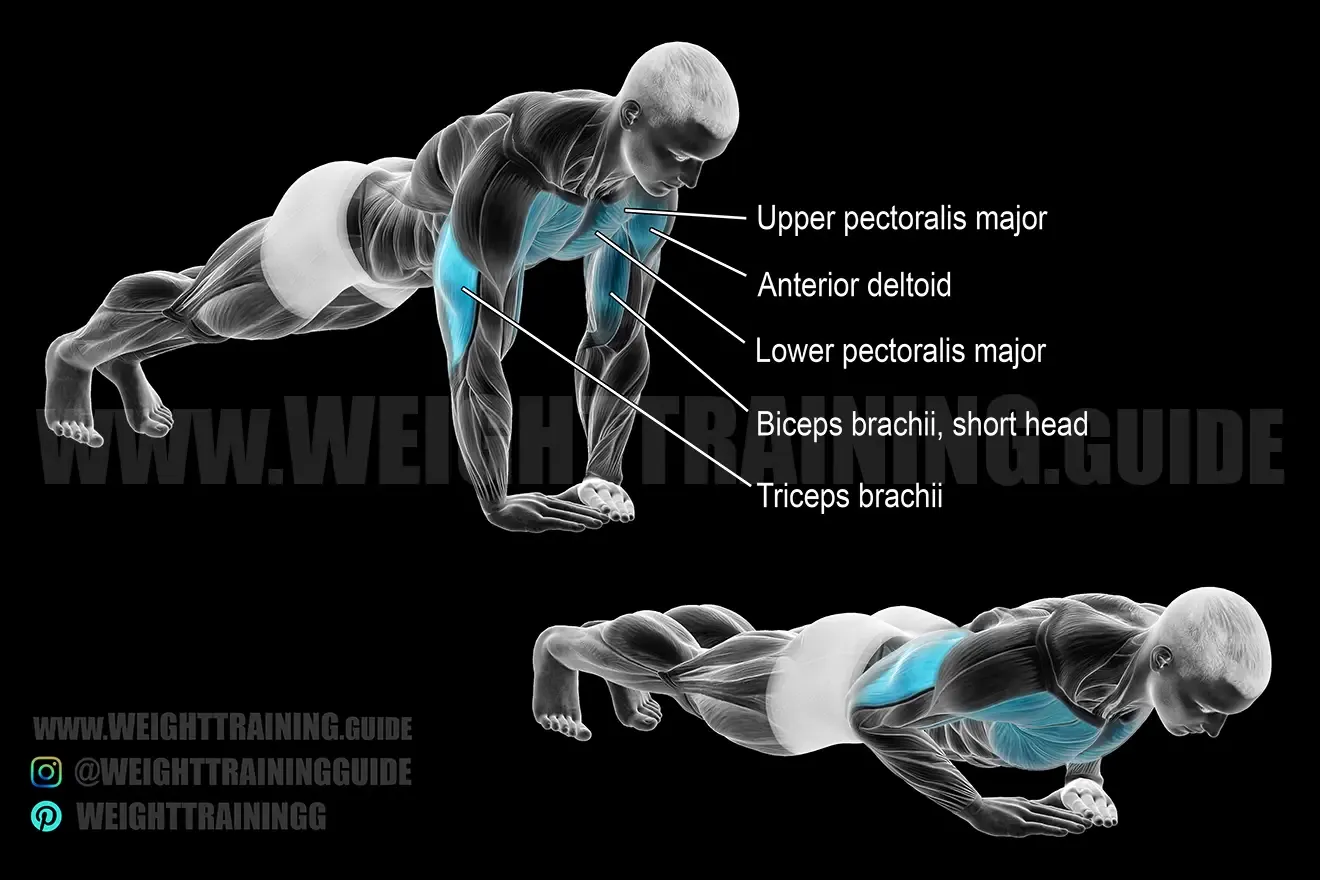 Upper pectoralis major
Anterior deltoid
Lower pectoralis major
Biceps brachii, short head
WWW.WEIGHTTRAINING.GUIDE
Triceps brachii
WWW.WEIGHTTRAINING.GUIDE
@WEIGHTTRAININGGUIDE
WEIGHTTRAININGG